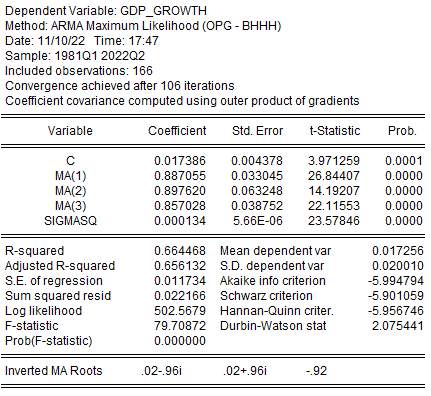 Dependent Variable: GDP_GROWTH
Method: ARMA Maximum Likelihood (OPG - BHHH)
Date: 11/10/22 Time: 17:47
Sample: 1981Q1 2022Q2
Included observations: 166
Convergence achieved after 106 iterations
Coefficient covariance computed using outer product of gradients
Variable Coefficient Std. Error t-Statistic Prob.
C 0.017386 0.004378 3.971259 0.0001
MA(1) 0.887055 0.033045 26.84407 0.0000
MA(2) 0.897620 0.063248 14.19207 0.0000
MA(3) 0.857028 0.038752 22.11553 0.0000
SIGMASQ 0.000134 5.66E-06 23.57846 0.0000
R-squared 0.664468 Mean dependent var 0.017256
Adjusted R-squared 0.656132 S.D. dependent var 0.020010
S.E. of regression 0.011734 Akaike info criterion -5.994794
Sum squared resid 0.022166 Schwarz criterion -5.901059
Log likelihood 502.5679 Hannan-Quinn criter. -5.956746
F-statistic 79.70872 Durbin-Watson stat 2.075441
Prob(F-statistic) 0.000000
Inverted MA Roots .02-.96i .02+.96i -.92